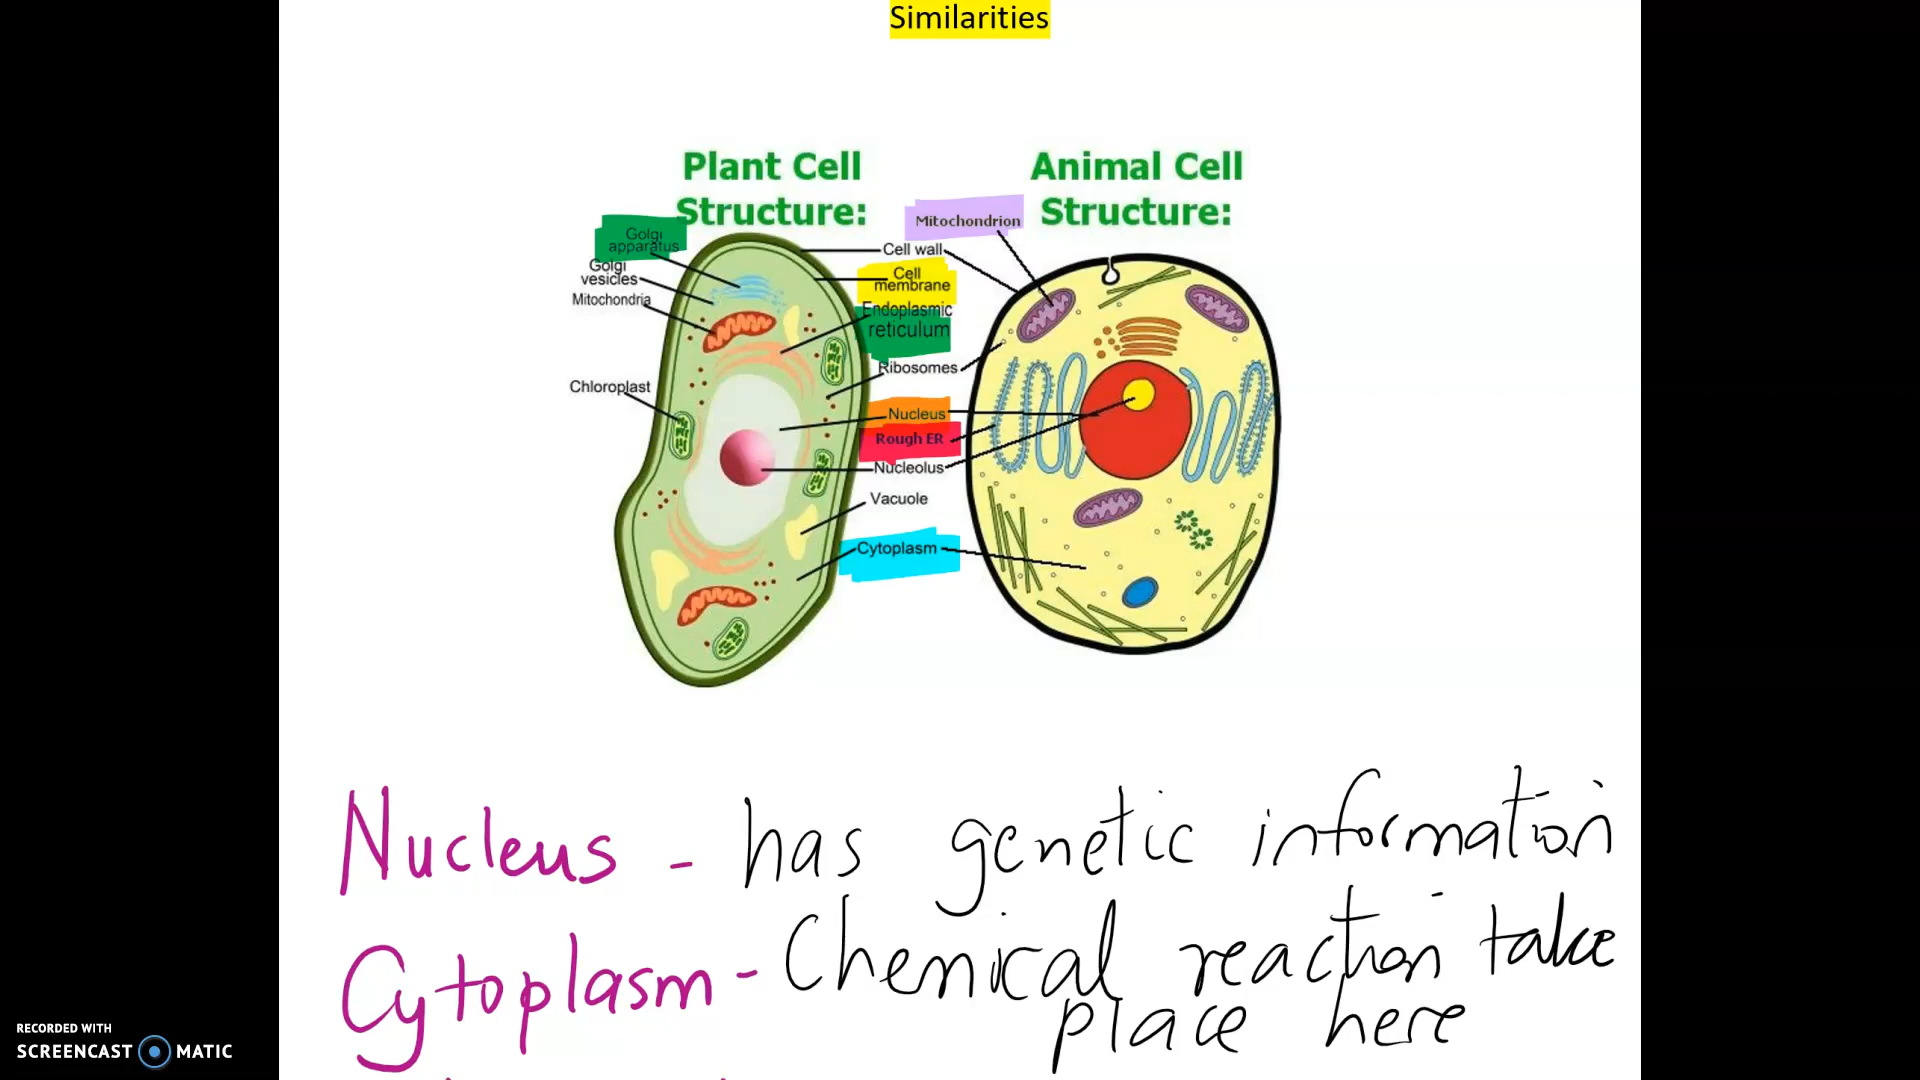 Similarities
Plant Cell
Structure:
Animal Cell
Structure:
Golgi
apparatus
Golgi
vesicles
Mitochondria
Chloroplast
Mitochondrion
Cell wall
Cell
membrane
Endoplasmic
reticulum
Ribosomes
Nucleus
Rough ER
Nucleolus
Vacuole
Cytoplasm
Nucleus - has genetic information
Cytoplasm - Chemical reaction take
place here
RECORDED WITH
SCREENCAST MATIC